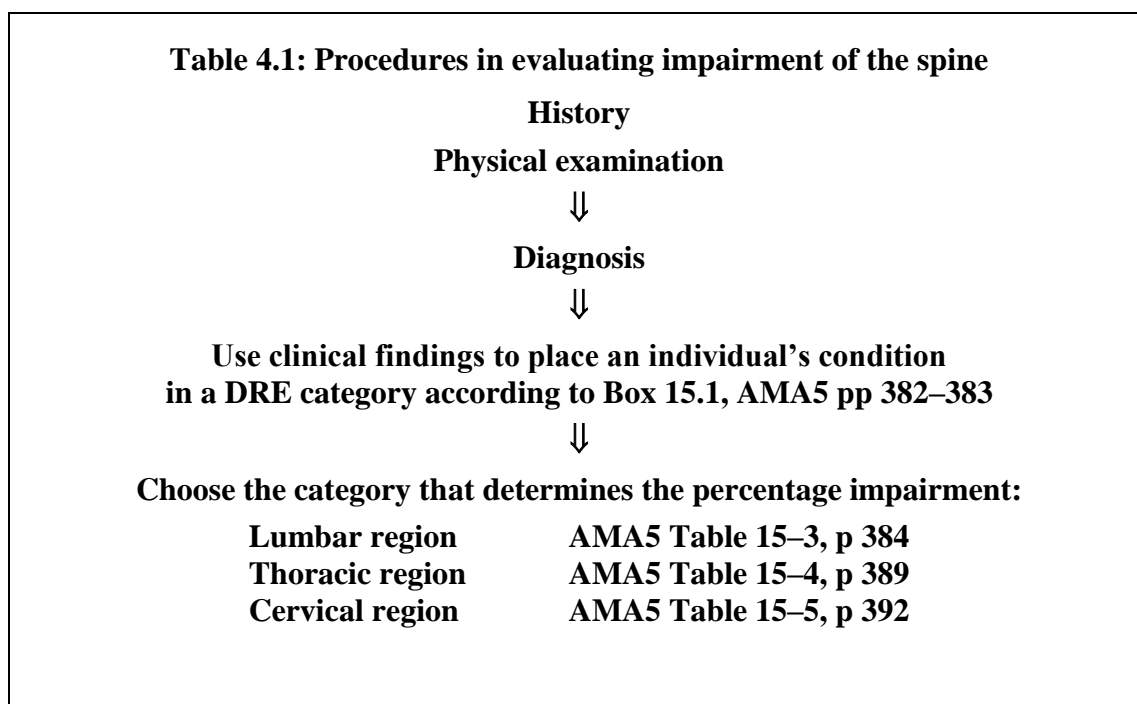 Table 4.1: Procedures in evaluating impairment of the spine
History
Physical examination
⇓
Diagnosis
⇓
Use clinical findings to place an individual’s condition
in a DRE category according to Box 15.1, AMA5 pp 382–383
⇓
Choose the category that determines the percentage impairment:
Lumbar region AMA5 Table 15–3, p 384
Thoracic region AMA5 Table 15–4, p 389
Cervical region AMA5 Table 15–5, p 392